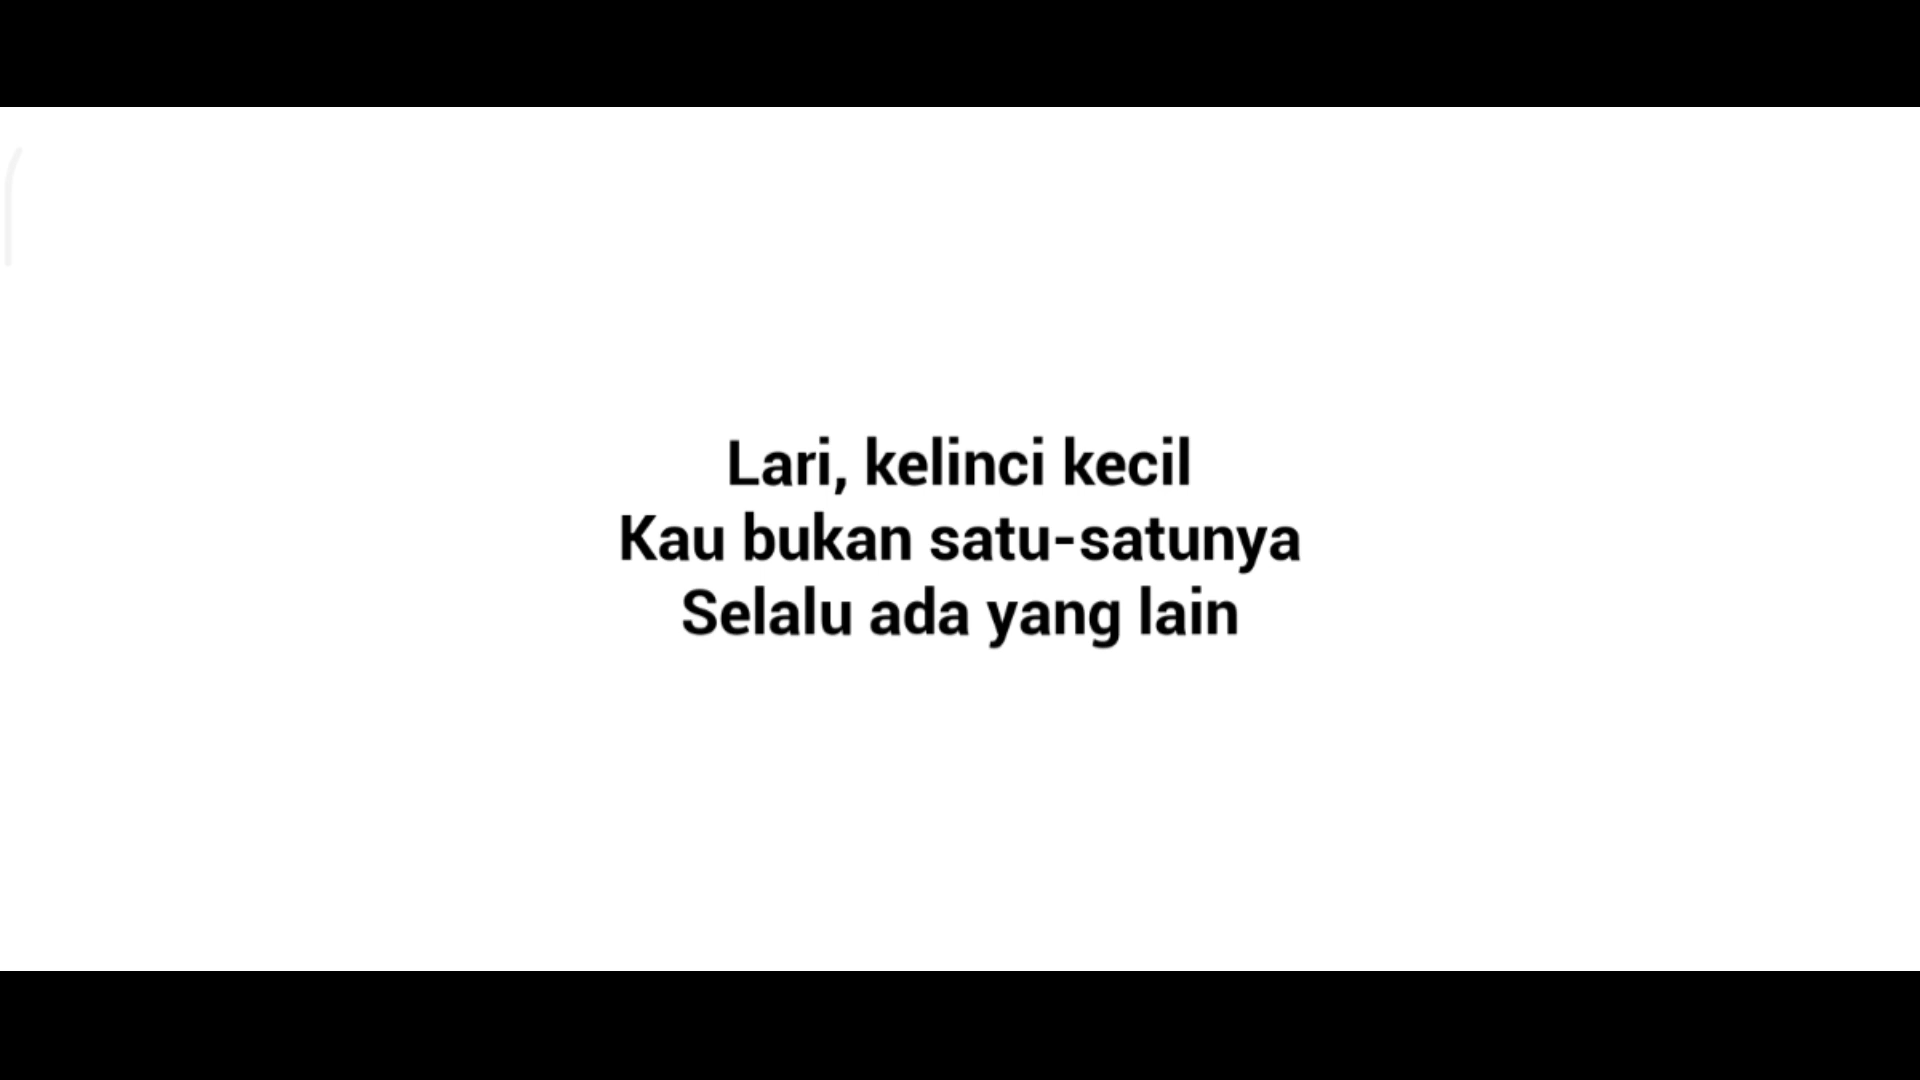 Lari, kelinci kecil
Kau bukan satu-satunya
Selalu ada yang lain